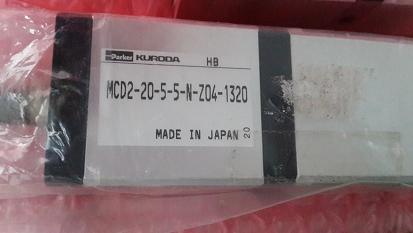 Parker KURODA HB
MCD2-20-5-5-N-Z04-1320
MADE IN JAPAN 20